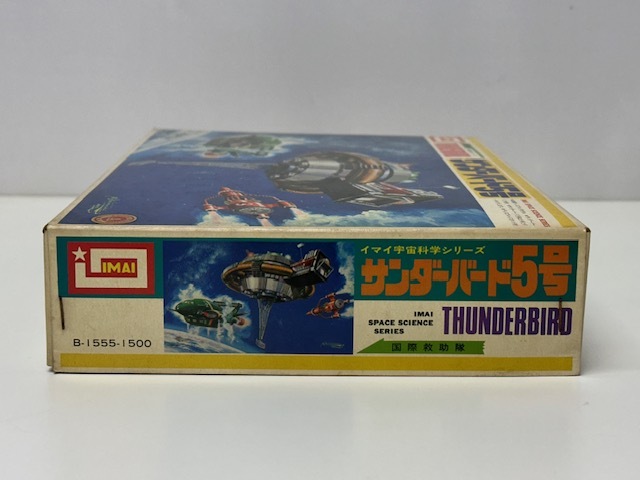 IMAI
イマイ宇宙科学シリーズ
サンダーバード5号
IMAI
SPACE SCIENCE
SERIES
THUNDERBIRD
国際救助隊
B-1555-1500